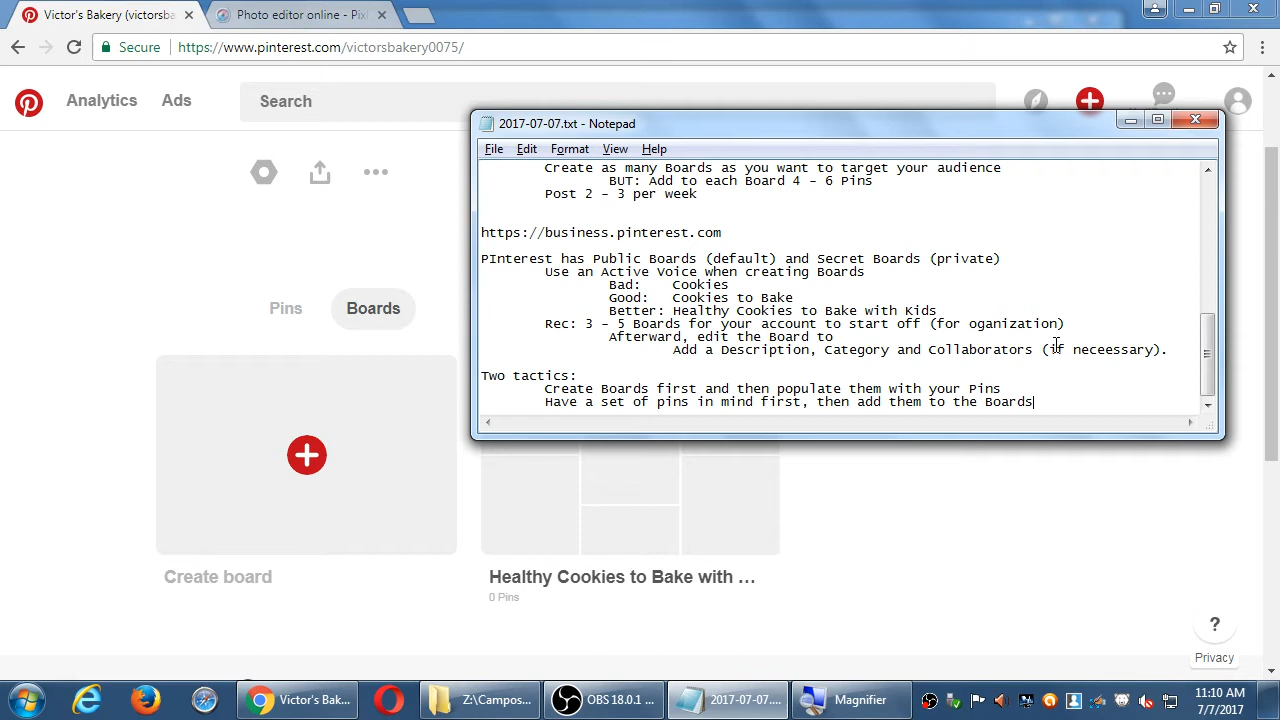 Victor's Bakery (victorsba
Photo editor online - Pixl
Secure
https://www.pinterest.com/victorsbakery0075/
Analytics
Ads
Search
2017-07-07.txt - Notepad
File Edit Format View Help
Create as many Boards as you want to target your audience
BUT: Add to each Board 4 - 6 Pins
Post 2 - 3 per week
https://business.pinterest.com
PInterest has Public Boards (default) and Secret Boards (private)
Use an Active Voice when creating Boards
Bad: Cookies
Good: Cookies to Bake
Better: Healthy Cookies to Bake with Kids
Rec: 3 - 5 Boards for your account to start off (for oganization)
Afterward, edit the Board to
Add a Description, Category and Collaborators (if neceessary).
Two tactics:
Create Boards first and then populate them with your Pins
Have a set of pins in mind first, then add them to the Boards
Pins
Boards
Create board
Healthy Cookies to Bake with …
0 Pins
?
Privacy
Victor's Bak...
Z:\Campos...
OBS 18.0.1 ...
2017-07-07....
Magnifier
11:10 AM
7/7/2017